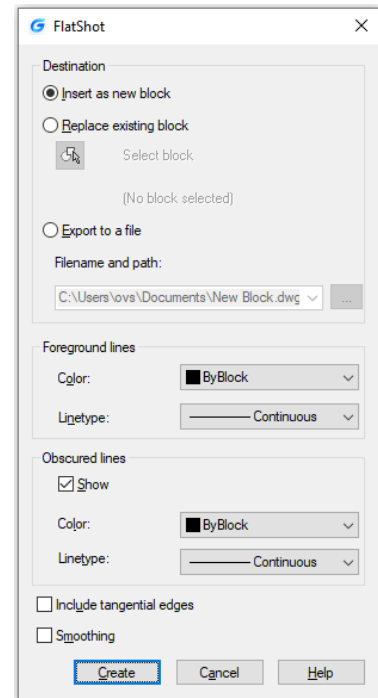 FlatShot
Destination
Insert as new block
Replace existing block
Select block
(No block selected)
Export to a file
Filename and path:
C:\Users\ovs\Documents\New Block.dwg
...
Foreground lines
Color:
ByBlock
Linetype:
Continuous
Obscured lines
Show
Color:
ByBlock
Linetype:
Continuous
Include tangential edges
Smoothing
Create Cancel Help